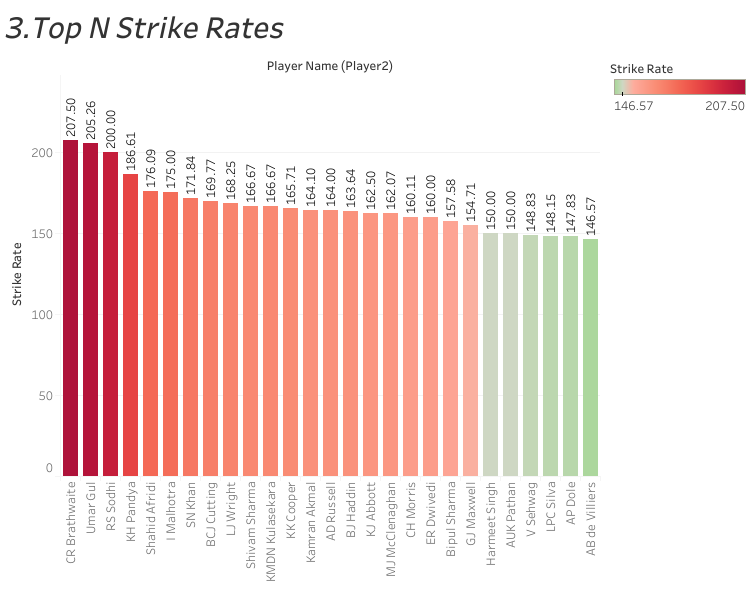 3.Top N Strike Rates
Player Name (Player2)
Strike Rate
146.57 207.50
Strike Rate
200
150
100
50
0
207.50
205.26
200.00
186.61
176.09
175.00
171.84
169.77
168.25
166.67
166.67
165.71
164.10
164.00
163.64
162.50
162.07
160.11
160.00
157.58
154.71
150.00
150.00
148.83
148.15
147.83
146.57
CR Brathwaite
Umar Gul
RS Sodhi
KH Pandya
Shahid Afridi
I Malhotra
SN Khan
BCJ Cutting
LJ Wright
Shivam Sharma
KMDN Kulasekara
KK Cooper
Kamran Akmal
AD Russell
BJ Haddin
KJ Abbott
MJ McClenaghan
CH Morris
ER Dwivedi
Bipul Sharma
GJ Maxwell
Harmeet Singh
AUK Pathan
V Sehwag
LPC Silva
AP Dole
AB de Villiers